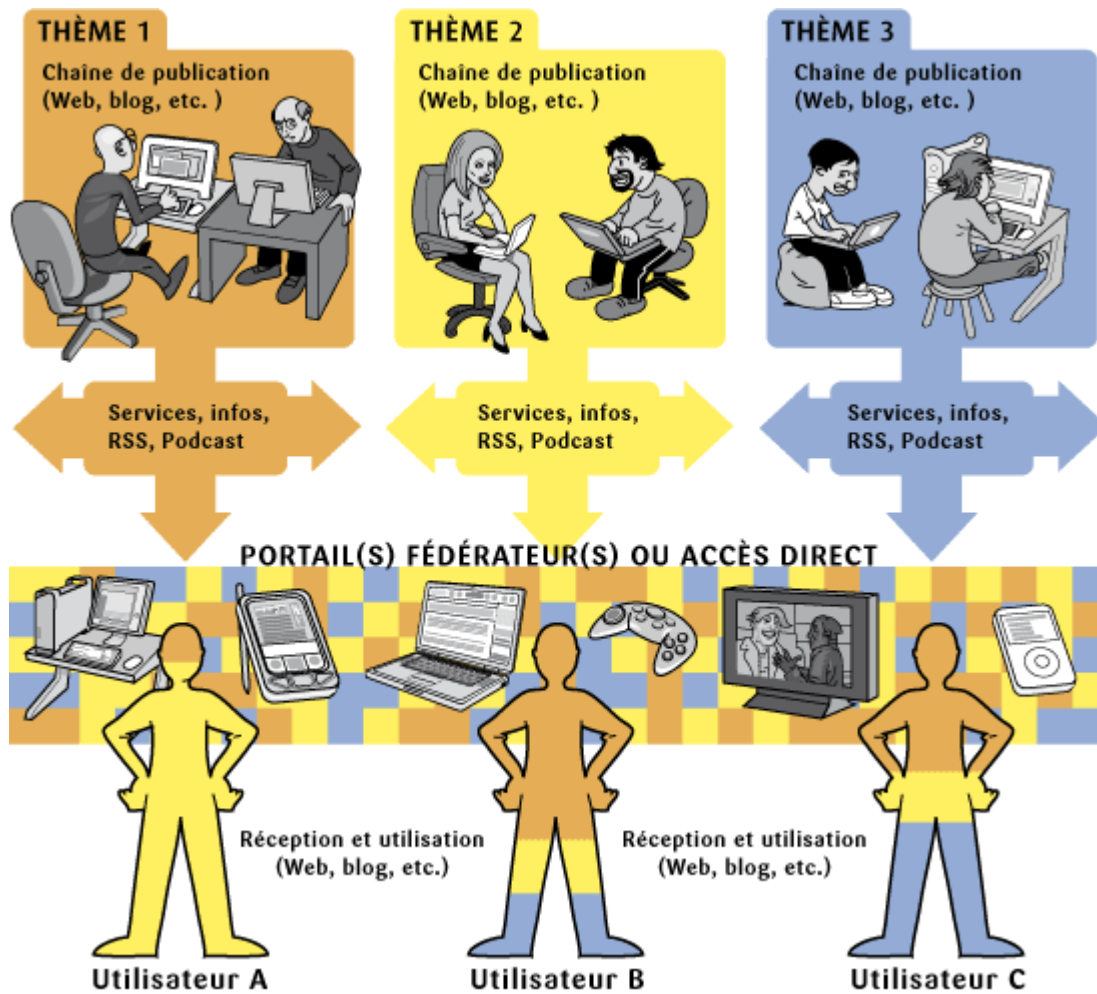 THÈME 1
Chaîne de publication
(Web, blog, etc. )
THÈME 2
Chaîne de publication
(Web, blog, etc. )
THÈME 3
Chaîne de publication
(Web, blog, etc. )
Services, infos,
RSS, Podcast
Services, infos,
RSS, Podcast
Services, infos,
RSS, Podcast
PORTAIL(S) FÉDÉRATEUR(S) OU ACCÈS DIRECT
Réception et utilisation
(Web, blog, etc.)
Réception et utilisation
(Web, blog, etc.)
Utilisateur A
Utilisateur B
Utilisateur C